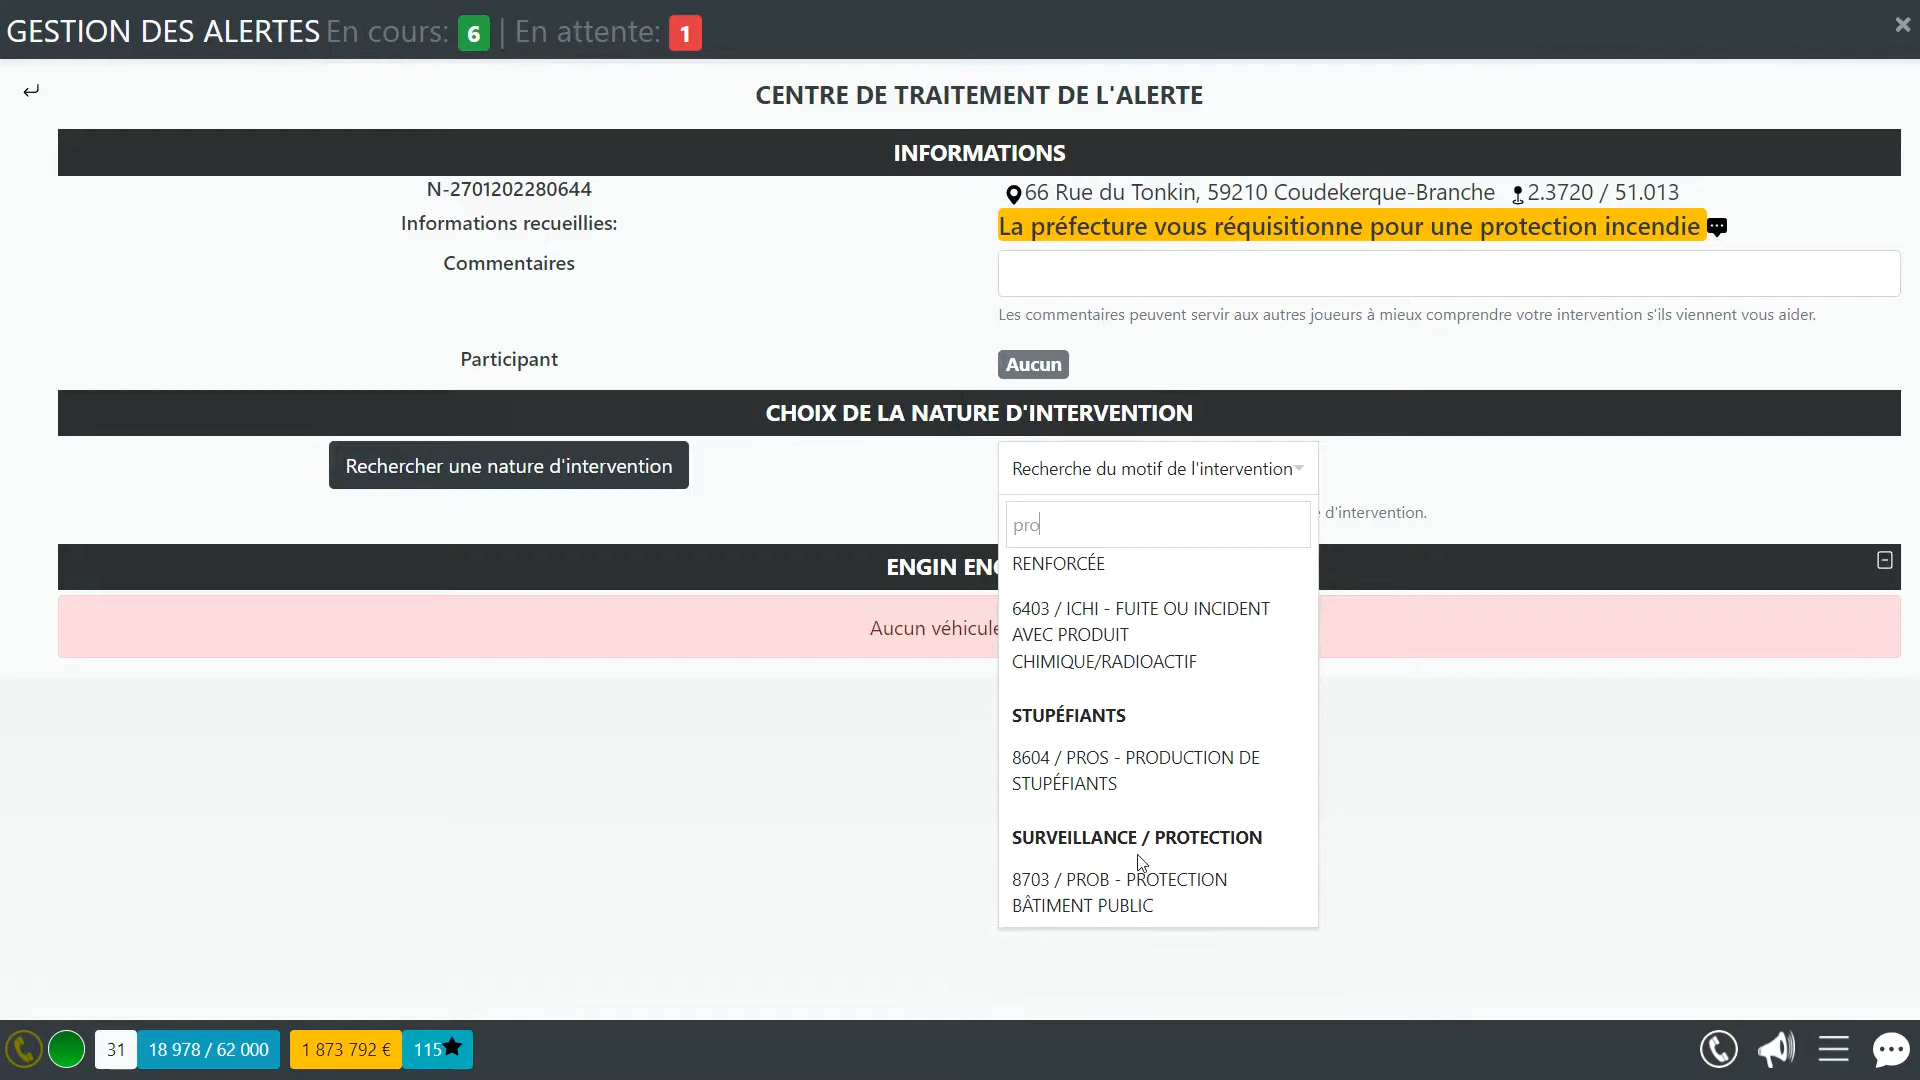 GESTION DES ALERTES En cours: 6 | En attente: 1
CENTRE DE TRAITEMENT DE L'ALERTE
INFORMATIONS
N-2701202280644
66 Rue du Tonkin, 59210 Coudekerque-Branche 2.3720 / 51.013
Informations recueillies:
La préfecture vous réquisitionne pour une protection incendie
Commentaires
Les commentaires peuvent servir aux autres joueurs à mieux comprendre votre intervention s'ils viennent vous aider.
Participant
Aucun
CHOIX DE LA NATURE D'INTERVENTION
Rechercher une nature d'intervention
Recherche du motif de l'intervention
d'intervention.
pro
ENGIN EN
RENFORCÉE
6403 / ICHI - FUITE OU INCIDENT
AVEC PRODUIT
CHIMIQUE/RADIOACTIF
Aucun véhicule
STUPÉFIANTS
8604 / PROS - PRODUCTION DE
STUPÉFIANTS
SURVEILLANCE / PROTECTION
8703 / PROB - PROTECTION
BÂTIMENT PUBLIC
31 18 978 / 62 000 1 873 792 € 115